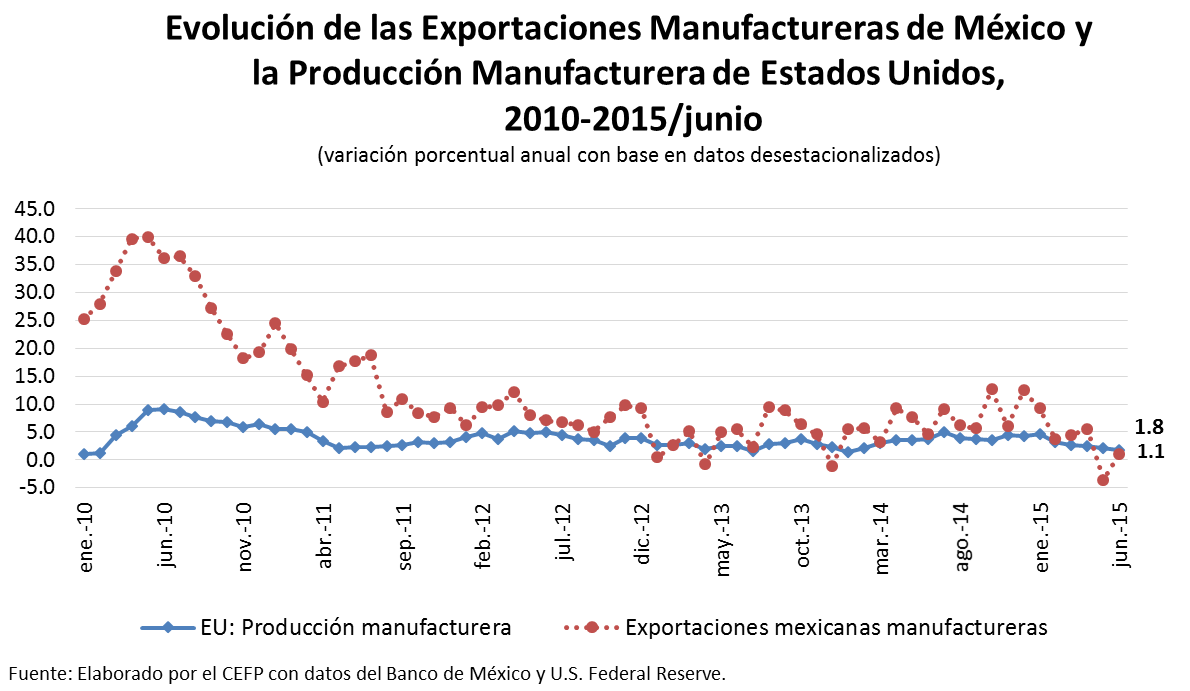 Evolución de las Exportaciones Manufactureras de México y
la Producción Manufacturera de Estados Unidos,
2010-2015/junio
(variación porcentual anual con base en datos desestacionalizados)
45.0
40.0
35.0
30.0
25.0
20.0
15.0
10.0
5.0
0.0
-5.0
1.8
1.1
ene.-10
jun.-10
nov.-10
abr.-11
sep.-11
feb.-12
jul.-12
dic.-12
may.-13
oct.-13
mar.-14
ago.-14
ene.-15
jun.-15
EU: Producción manufacturera
Exportaciones mexicanas manufactureras
Fuente: Elaborado por el CEFP con datos del Banco de México y U.S. Federal Reserve.